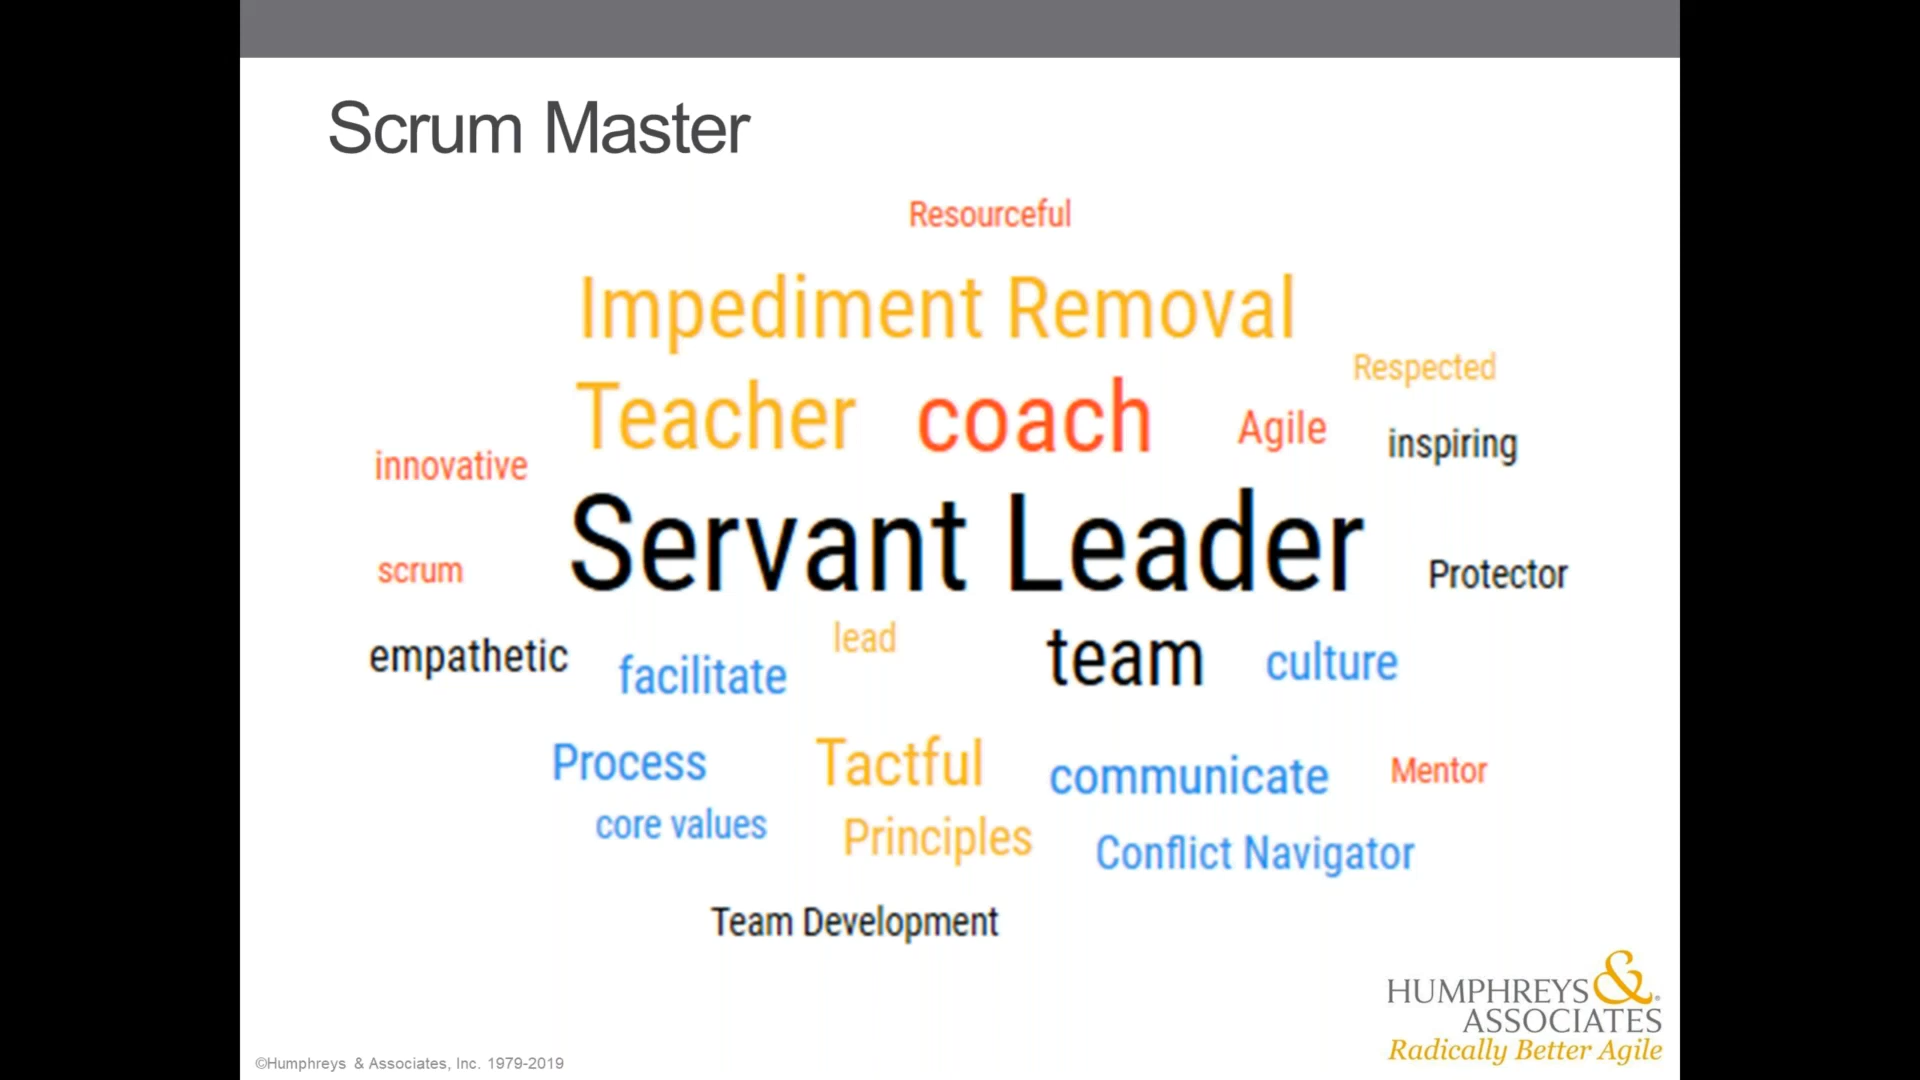 Scrum Master
Resourceful
Impediment Removal
Respected
Teacher coach Agile inspiring
innovative
Servant Leader
scrum
Protector
lead
empathetic facilitate team culture
Process Tactful communicate Mentor
core values Principles Conflict Navigator
Team Development
HUMPHREYS &
ASSOCIATES
Radically Better Agile
©Humphreys & Associates, Inc. 1979-2019